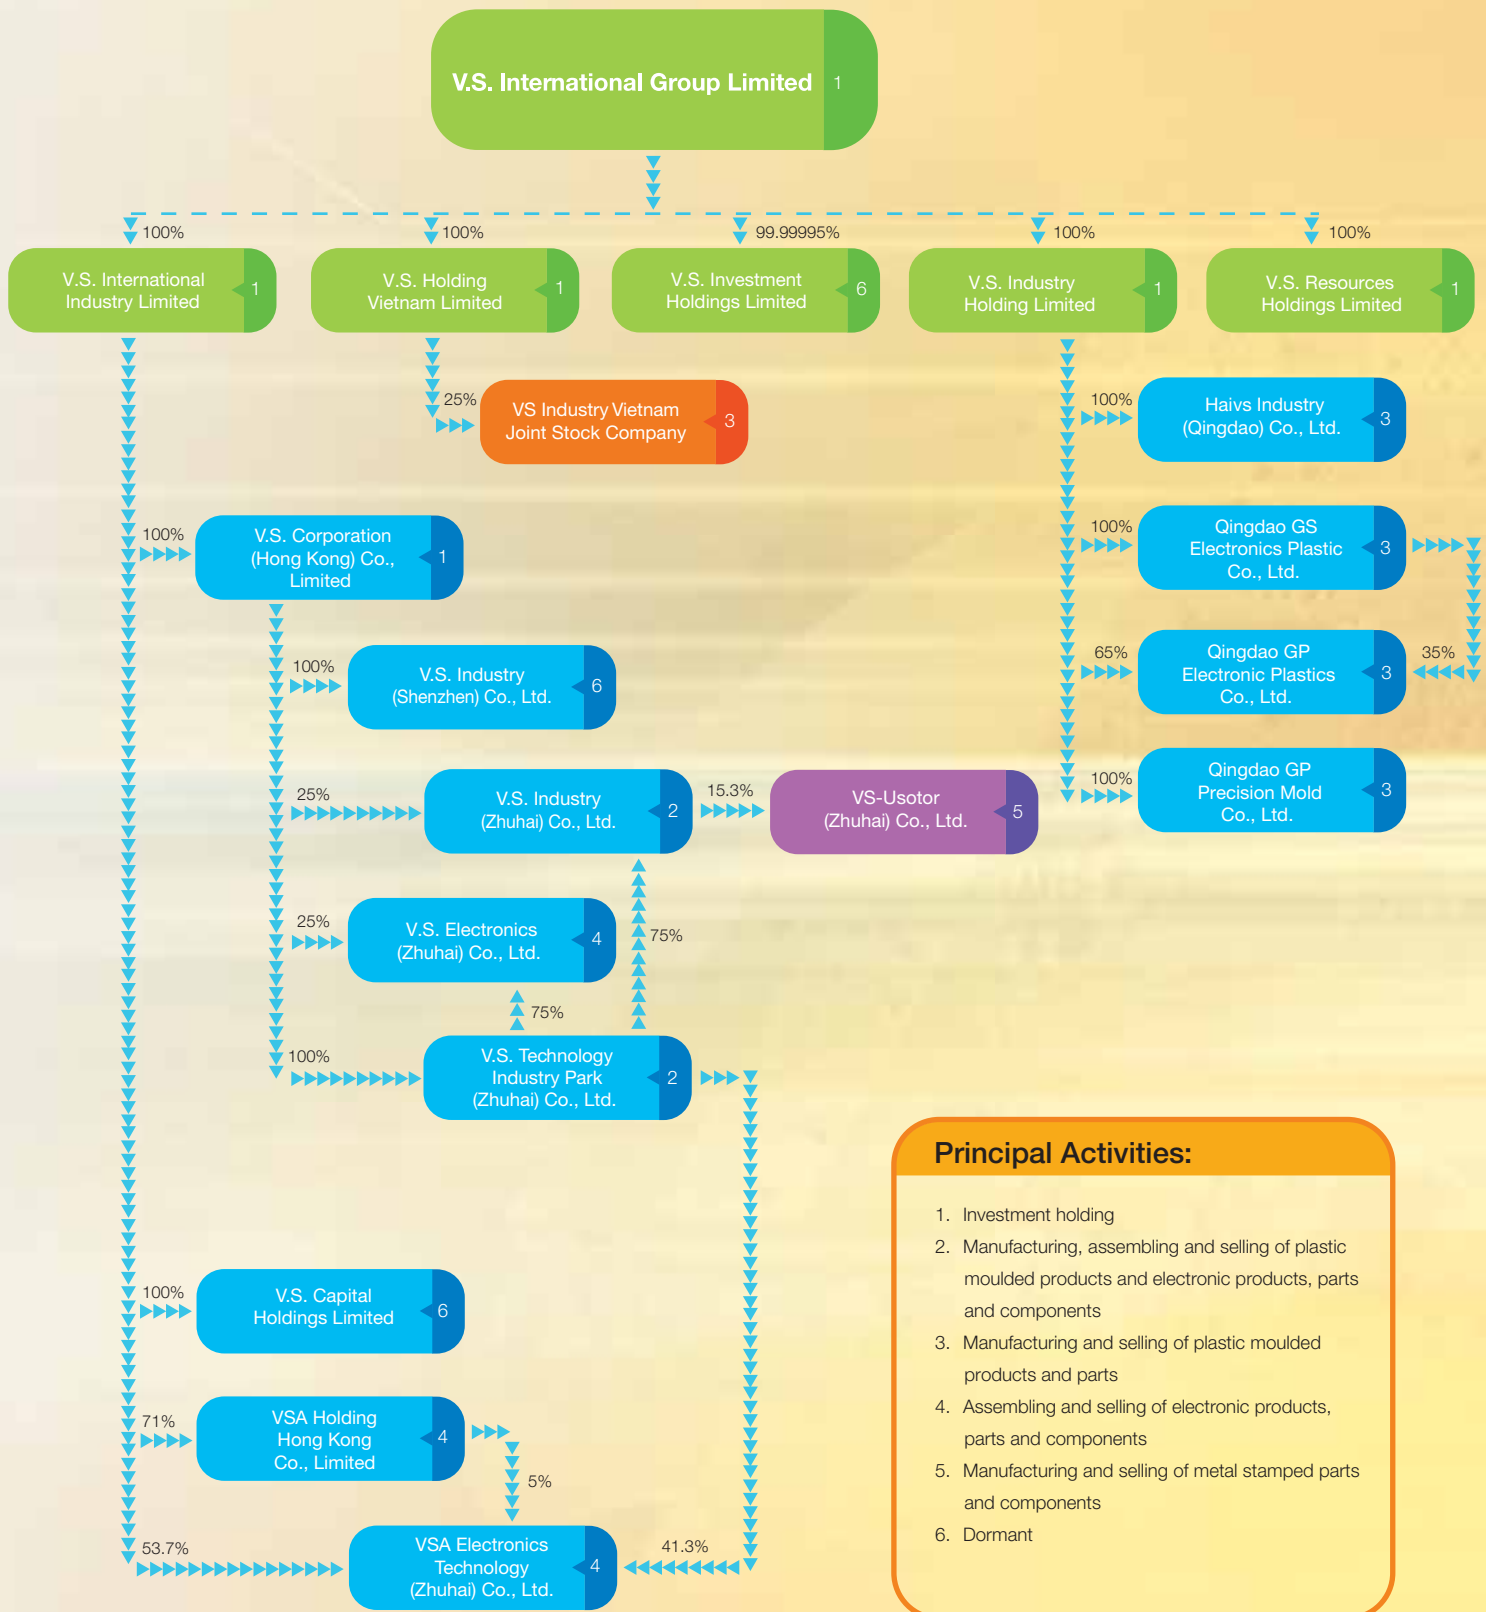 V.S. International Group Limited 1
100%
100%
99.99995%
100%
100%
V.S. International
Industry Limited
1
V.S. Holding
Vietnam Limited
1
V.S. Investment
Holdings Limited
6
V.S. Industry
Holding Limited
1
V.S. Resources
Holdings Limited
1
25%
VS Industry Vietnam
Joint Stock Company
3
100%
Haivs Industry
(Qingdao) Co., Ltd.
3
100%
V.S. Corporation
(Hong Kong) Co.,
Limited
1
100%
Qingdao GS
Electronics Plastic
Co., Ltd.
3
100%
V.S. Industry
(Shenzhen) Co., Ltd.
6
65%
Qingdao GP
Electronic Plastics
Co., Ltd.
3
35%
25%
V.S. Industry
(Zhuhai) Co., Ltd.
2
15.3%
VS-Usotor
(Zhuhai) Co., Ltd.
5
100%
Qingdao GP
Precision Mold
Co., Ltd.
3
25%
V.S. Electronics
(Zhuhai) Co., Ltd.
4
75%
75%
100%
V.S. Technology
Industry Park
(Zhuhai) Co., Ltd.
2
100%
V.S. Capital
Holdings Limited
6
71%
VSA Holding
Hong Kong
Co., Limited
4
5%
53.7%
VSA Electronics
Technology
(Zhuhai) Co., Ltd.
4
41.3%
Principal Activities:
1. Investment holding
2. Manufacturing, assembling and selling of plastic
moulded products and electronic products, parts
and components
3. Manufacturing and selling of plastic moulded
products and parts
4. Assembling and selling of electronic products,
parts and components
5. Manufacturing and selling of metal stamped parts
and components
6. Dormant